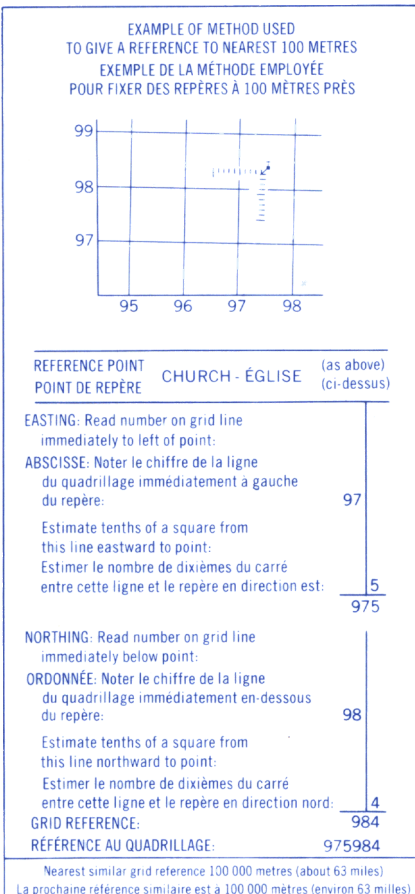 EXAMPLE OF METHOD USED
TO GIVE A REFERENCE TO NEAREST 100 METRES
EXEMPLE DE LA MÉTHODE EMPLOYÉE
POUR FIXER DES REPÈRES À 100 MÈTRES PRÈS
99
98
97
95 96 97 98
REFERENCE POINT
POINT DE REPÈRE
CHURCH - ÉGLISE
(as above)
(ci-dessus)
EASTING: Read number on grid line
immediately to left of point:
ABSCISSE: Noter le chiffre de la ligne
du quadrillage immédiatement à gauche
du repère: 97
Estimate tenths of a square from
this line eastward to point:
Estimer le nombre de dixièmes du carré
entre cette ligne et le repère en direction est: 5
975
NORTHING: Read number on grid line
immediately below point:
ORDONNÉE: Noter le chiffre de la ligne
du quadrillage immédiatement en-dessous
du repère: 98
Estimate tenths of a square from
this line northward to point:
Estimer le nombre de dixièmes du carré
entre cette ligne et le repère en direction nord: 4
GRID REFERENCE: 984
RÉFÉRENCE AU QUADRILLAGE: 975984
Nearest similar grid reference 100 000 metres (about 63 miles)
La prochaine référence similaire est à 100 000 mètres (environ 63 milles)